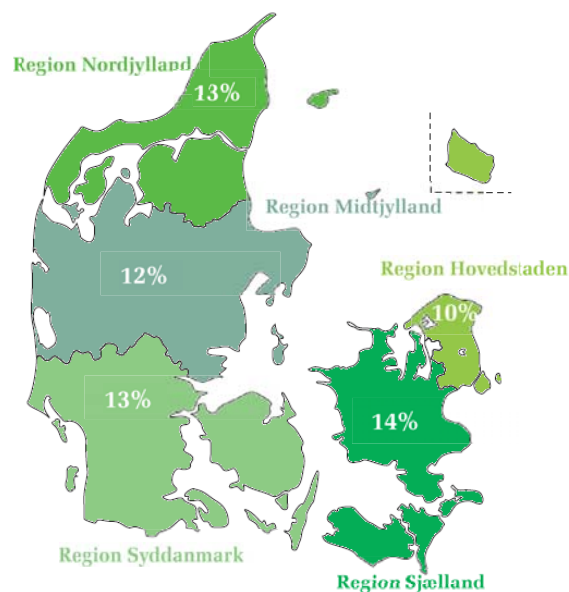 Region Nordjylland
13%
Region Midtjylland
12%
Region Hovedstaden
10%
13%
14%
Region Syddanmark
Region Sjælland